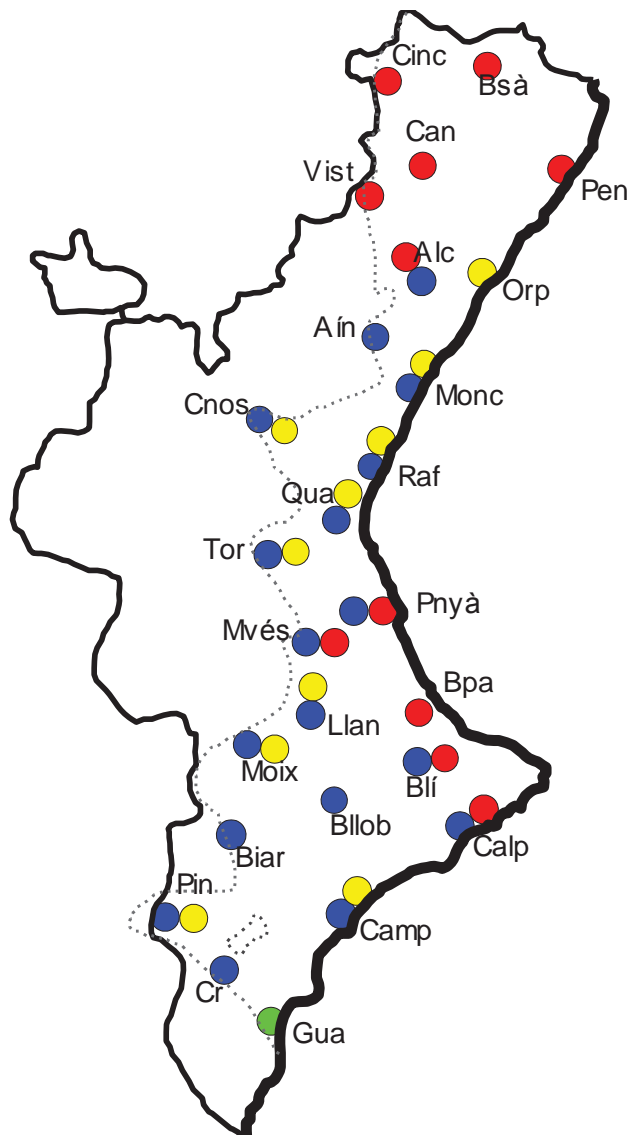 Cinc
Bsà
Can
Vist
Pen
Alc
Orp
Aín
Monc
Cnos
Raf
Qua
Tor
Pnyà
Mvés
Bpa
Llan
Moix
Blí
Bllob
Calp
Biar
Pin
Camp
Cr
Gua